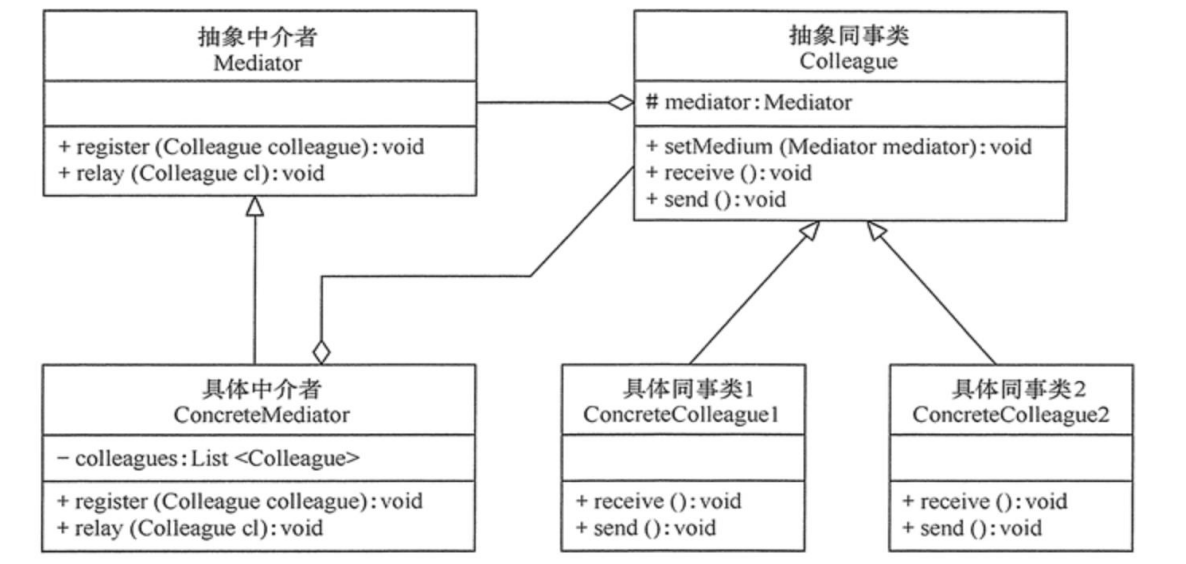 抽象中介者
Mediator
+ register (Colleague colleague): void
+ relay (Colleague cl): void
抽象同事类
Colleague
# mediator: Mediator
+ setMedium (Mediator mediator): void
+ receive (): void
+ send (): void
具体中介者
ConcreteMediator
− colleagues: List <Colleague>
+ register (Colleague colleague): void
+ relay (Colleague cl): void
具体同事类1
ConcreteColleague1
+ receive (): void
+ send (): void
具体同事类2
ConcreteColleague2
+ receive (): void
+ send (): void